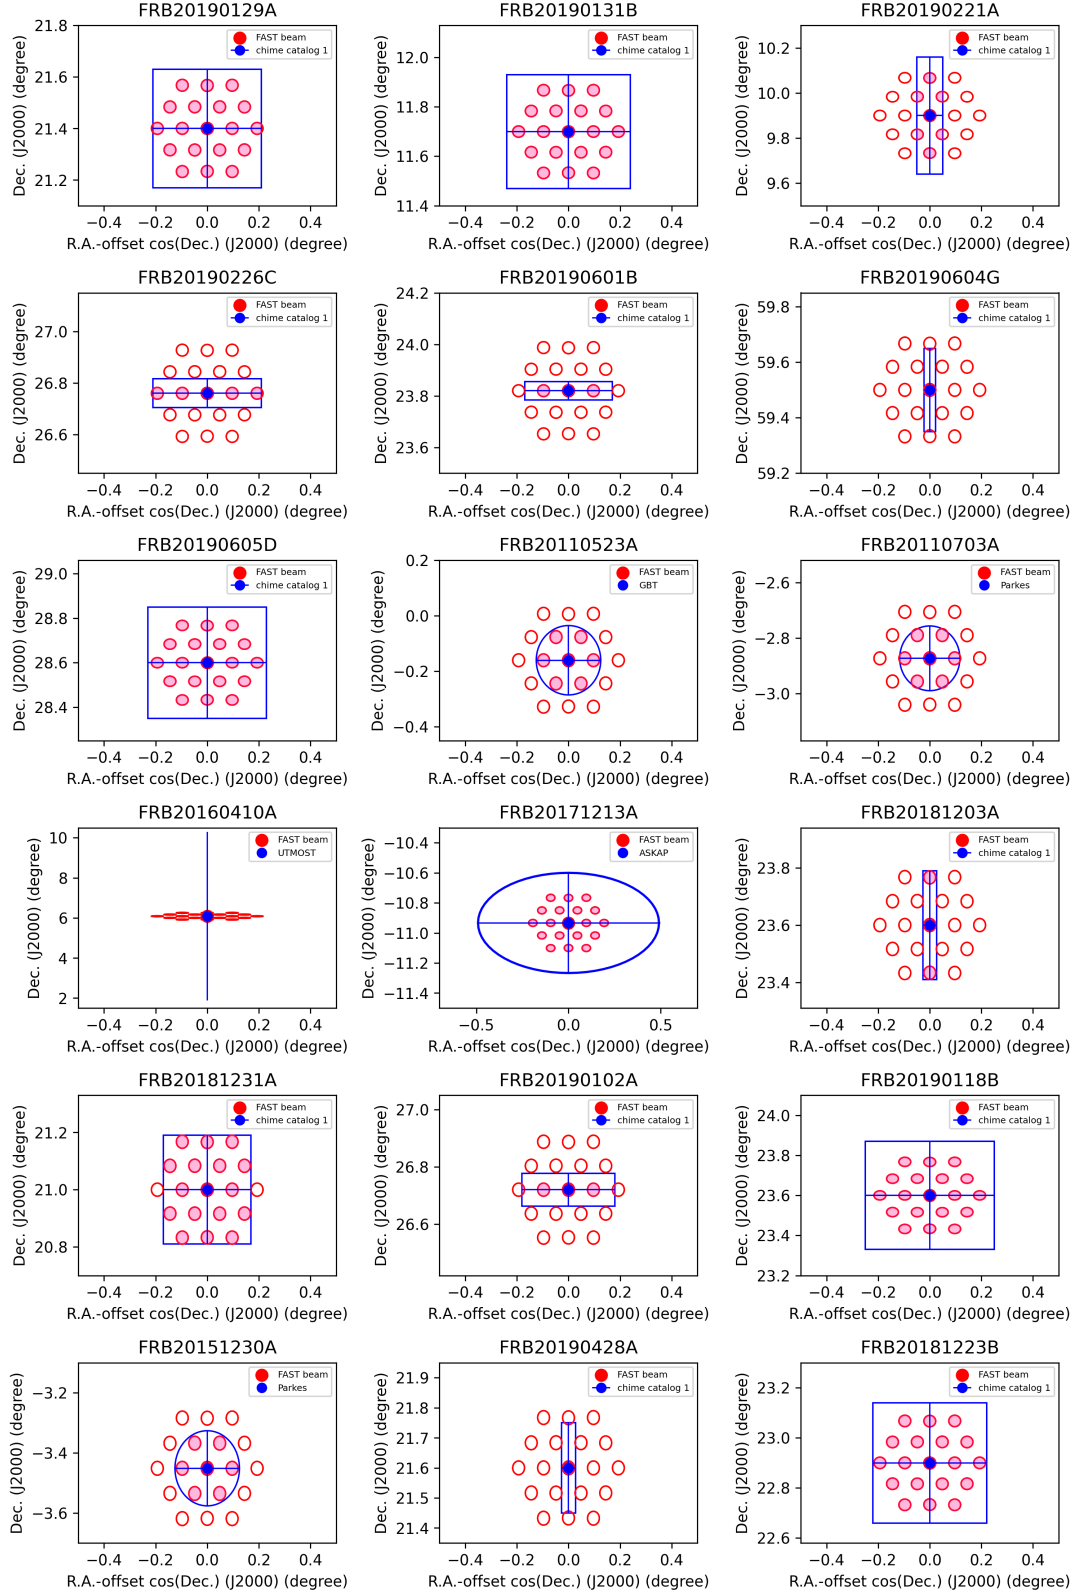 FRB20190129A
FAST beam
chime catalog 1
Dec. (J2000) (degree)
21.8
21.6
21.4
21.2
−0.4 −0.2 0.0 0.2 0.4
R.A.-offset cos(Dec.) (J2000) (degree)
FRB20190131B
FAST beam
chime catalog 1
Dec. (J2000) (degree)
12.0
11.8
11.6
11.4
−0.4 −0.2 0.0 0.2 0.4
R.A.-offset cos(Dec.) (J2000) (degree)
FRB20190221A
FAST beam
chime catalog 1
Dec. (J2000) (degree)
10.2
10.0
9.8
9.6
−0.4 −0.2 0.0 0.2 0.4
R.A.-offset cos(Dec.) (J2000) (degree)
FRB20190226C
FAST beam
chime catalog 1
Dec. (J2000) (degree)
27.0
26.8
26.6
−0.4 −0.2 0.0 0.2 0.4
R.A.-offset cos(Dec.) (J2000) (degree)
FRB20190601B
FAST beam
chime catalog 1
Dec. (J2000) (degree)
24.2
24.0
23.8
23.6
−0.4 −0.2 0.0 0.2 0.4
R.A.-offset cos(Dec.) (J2000) (degree)
FRB20190604G
FAST beam
chime catalog 1
Dec. (J2000) (degree)
59.8
59.6
59.4
59.2
−0.4 −0.2 0.0 0.2 0.4
R.A.-offset cos(Dec.) (J2000) (degree)
FRB20190605D
FAST beam
chime catalog 1
Dec. (J2000) (degree)
29.0
28.8
28.6
28.4
−0.4 −0.2 0.0 0.2 0.4
R.A.-offset cos(Dec.) (J2000) (degree)
FRB20110523A
FAST beam
GBT
Dec. (J2000) (degree)
0.2
0.0
−0.2
−0.4
−0.4 −0.2 0.0 0.2 0.4
R.A.-offset cos(Dec.) (J2000) (degree)
FRB20110703A
FAST beam
Parkes
Dec. (J2000) (degree)
−2.6
−2.8
−3.0
−0.4 −0.2 0.0 0.2 0.4
R.A.-offset cos(Dec.) (J2000) (degree)
FRB20160410A
FAST beam
UTMOST
Dec. (J2000) (degree)
10
8
6
4
2
−0.4 −0.2 0.0 0.2 0.4
R.A.-offset cos(Dec.) (J2000) (degree)
FRB20171213A
FAST beam
ASKAP
Dec. (J2000) (degree)
−10.4
−10.6
−10.8
−11.0
−11.2
−11.4
−0.5 0.0 0.5
R.A.-offset cos(Dec.) (J2000) (degree)
FRB20181203A
FAST beam
chime catalog 1
Dec. (J2000) (degree)
23.8
23.6
23.4
−0.4 −0.2 0.0 0.2 0.4
R.A.-offset cos(Dec.) (J2000) (degree)
FRB20181231A
FAST beam
chime catalog 1
Dec. (J2000) (degree)
21.2
21.0
20.8
−0.4 −0.2 0.0 0.2 0.4
R.A.-offset cos(Dec.) (J2000) (degree)
FRB20190102A
FAST beam
chime catalog 1
Dec. (J2000) (degree)
27.0
26.8
26.6
−0.4 −0.2 0.0 0.2 0.4
R.A.-offset cos(Dec.) (J2000) (degree)
FRB20190118B
FAST beam
chime catalog 1
Dec. (J2000) (degree)
24.0
23.8
23.6
23.4
23.2
−0.4 −0.2 0.0 0.2 0.4
R.A.-offset cos(Dec.) (J2000) (degree)
FRB20151230A
FAST beam
Parkes
Dec. (J2000) (degree)
−3.2
−3.4
−3.6
−0.4 −0.2 0.0 0.2 0.4
R.A.-offset cos(Dec.) (J2000) (degree)
FRB20190428A
FAST beam
chime catalog 1
Dec. (J2000) (degree)
21.9
21.8
21.7
21.6
21.5
21.4
−0.4 −0.2 0.0 0.2 0.4
R.A.-offset cos(Dec.) (J2000) (degree)
FRB20181223B
FAST beam
chime catalog 1
Dec. (J2000) (degree)
23.2
23.0
22.8
22.6
−0.4 −0.2 0.0 0.2 0.4
R.A.-offset cos(Dec.) (J2000) (degree)